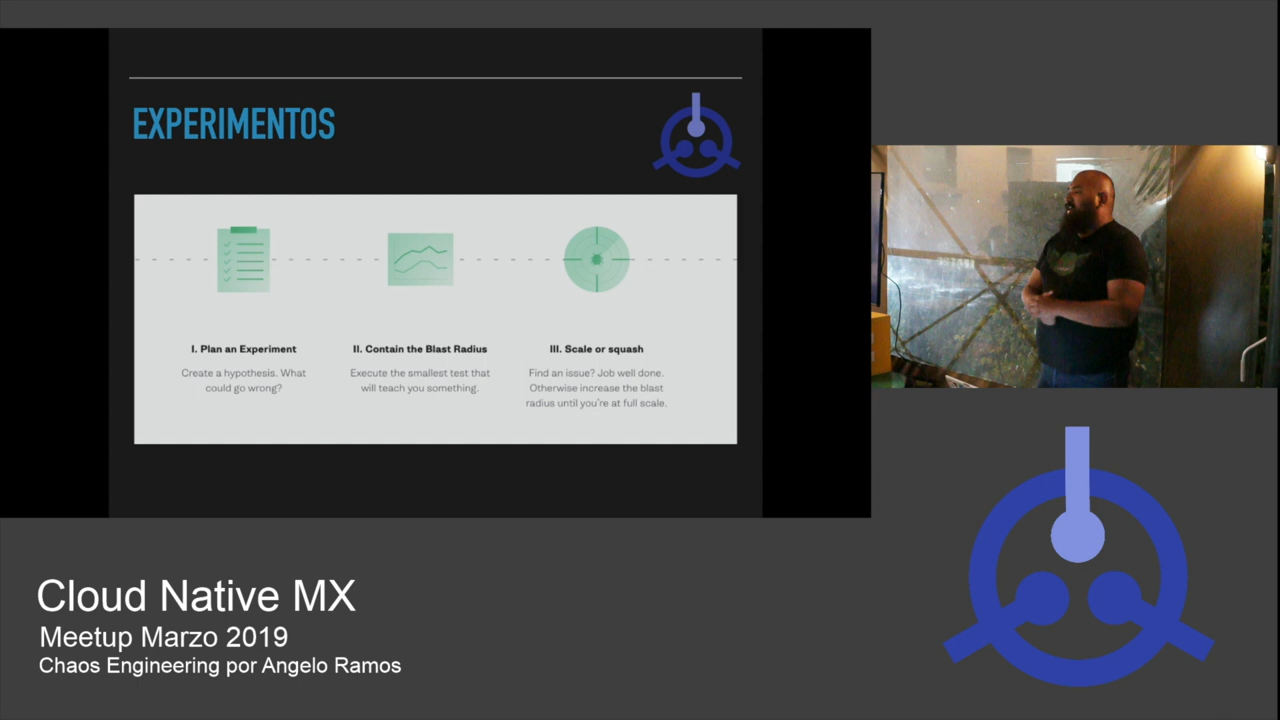 EXPERIMENTOS
I. Plan an Experiment
Create a hypothesis. What
could go wrong?
II. Contain the Blast Radius
Execute the smallest test that
will teach you something.
III. Scale or squash
Find an issue? Job well done.
Otherwise increase the blast
radius until you're at full scale.
Cloud Native MX
Meetup Marzo 2019
Chaos Engineering por Angelo Ramos